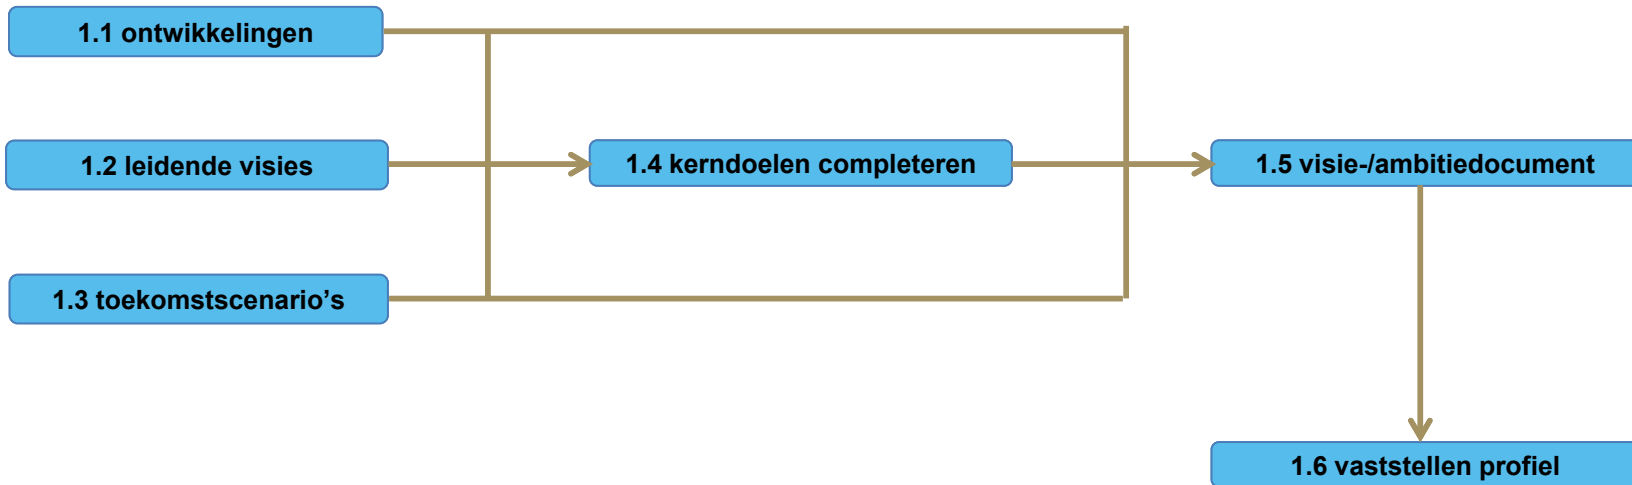 1.1 ontwikkelingen
1.2 leidende visies
1.4 kerndoelen completeren
1.5 visie-/ambitiedocument
1.3 toekomstscenario’s
1.6 vaststellen profiel